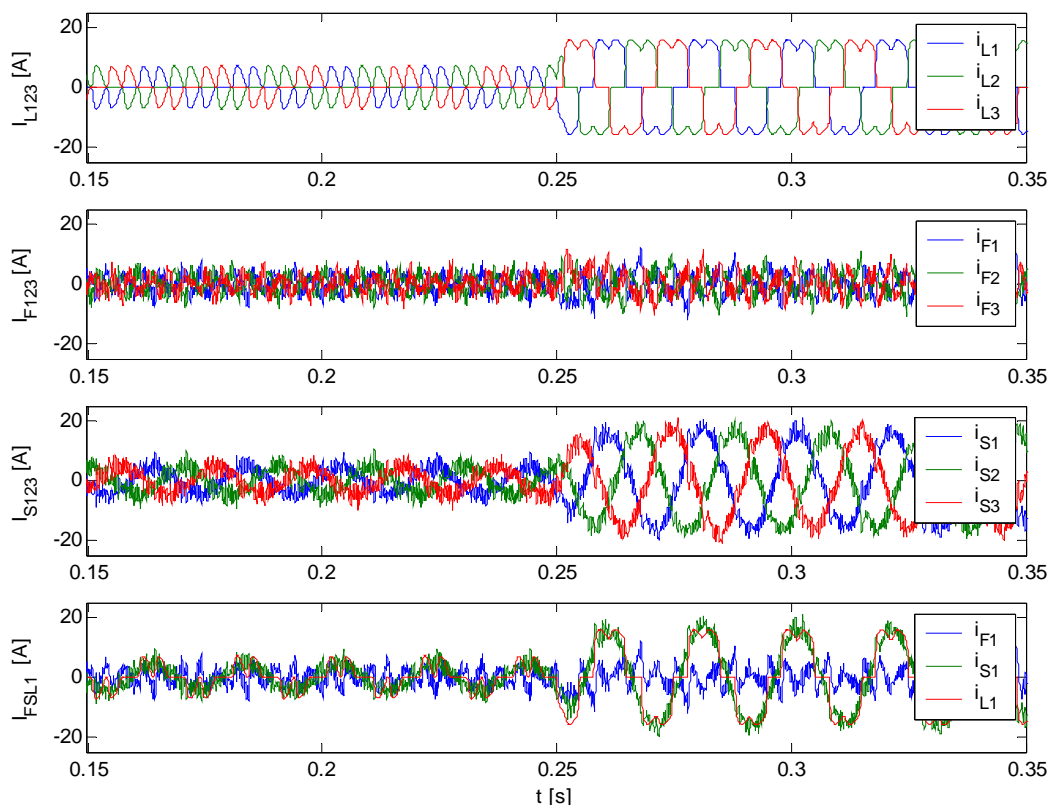 I_L123 [A]
20
0
-20
i_L1
i_L2
i_L3
0.15 0.2 0.25 0.3 0.35
I_F123 [A]
20
0
-20
i_F1
i_F2
i_F3
0.15 0.2 0.25 0.3 0.35
I_S123 [A]
20
0
-20
i_S1
i_S2
i_S3
0.15 0.2 0.25 0.3 0.35
I_FSL1 [A]
20
0
-20
i_F1
i_S1
i_L1
0.15 0.2 0.25 0.3 0.35
t [s]